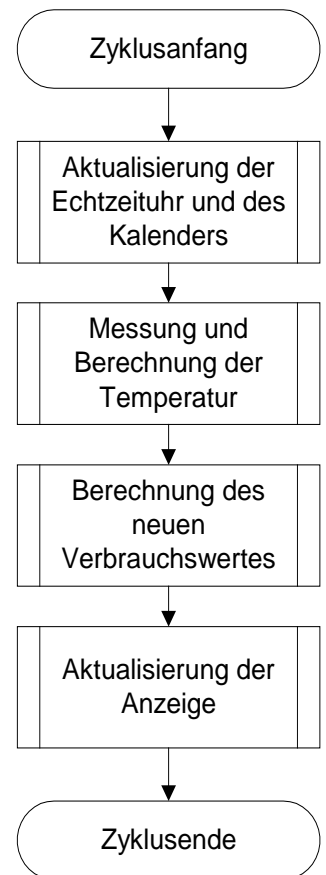 Zyklusanfang
Aktualisierung der
Echtzeituhr und des
Kalenders
Messung und
Berechnung der
Temperatur
Berechnung des
neuen
Verbrauchswertes
Aktualisierung der
Anzeige
Zyklusende